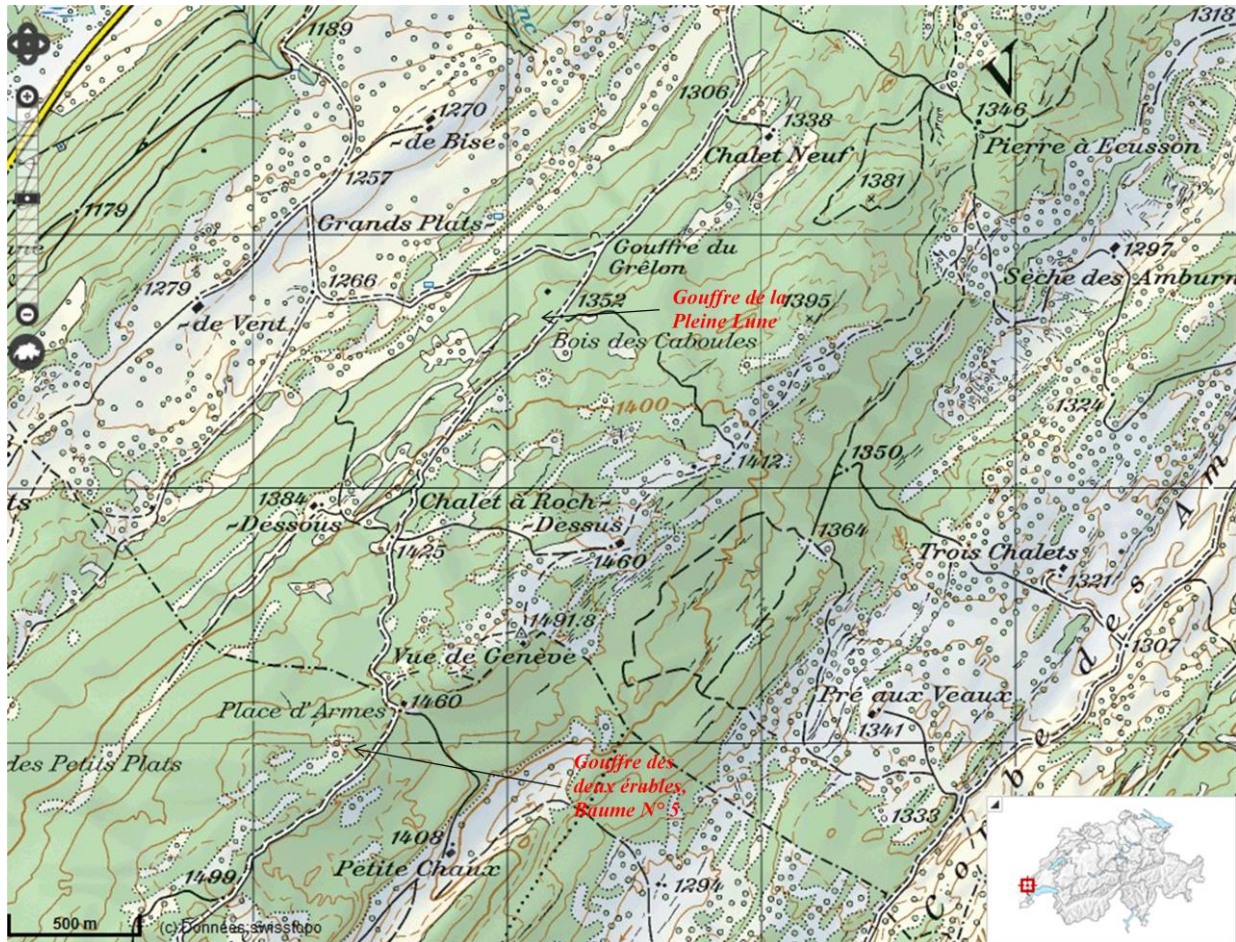 1189
1318
1306
1270
-de Bise
1338
Chalet Neuf
V
1346
Pierre à Ecusson
1257
1381
1179
Grands Plats-
Gouffre du
Grêlon
1297
Sèche des Amburn
1266
1279
-de Vent
1352
Gouffre de la
Pleine Lune
1395
Bois des Caboules
1400
1324
1412
1350
1384
-Dessous
Chalet à Roch-
-Dessus
1425
1460
1364
Trois Chalets
1321
1491.8
Vue de Genève
1307
Combe des Am
Place d'Armes
1460
Pré aux Veaux
1341
des Petits Plats
Gouffre des
deux érables,
Baume N° 5
1333
1408
Petite Chaux
1499
1294
500 m
(c) Données:swisstopo